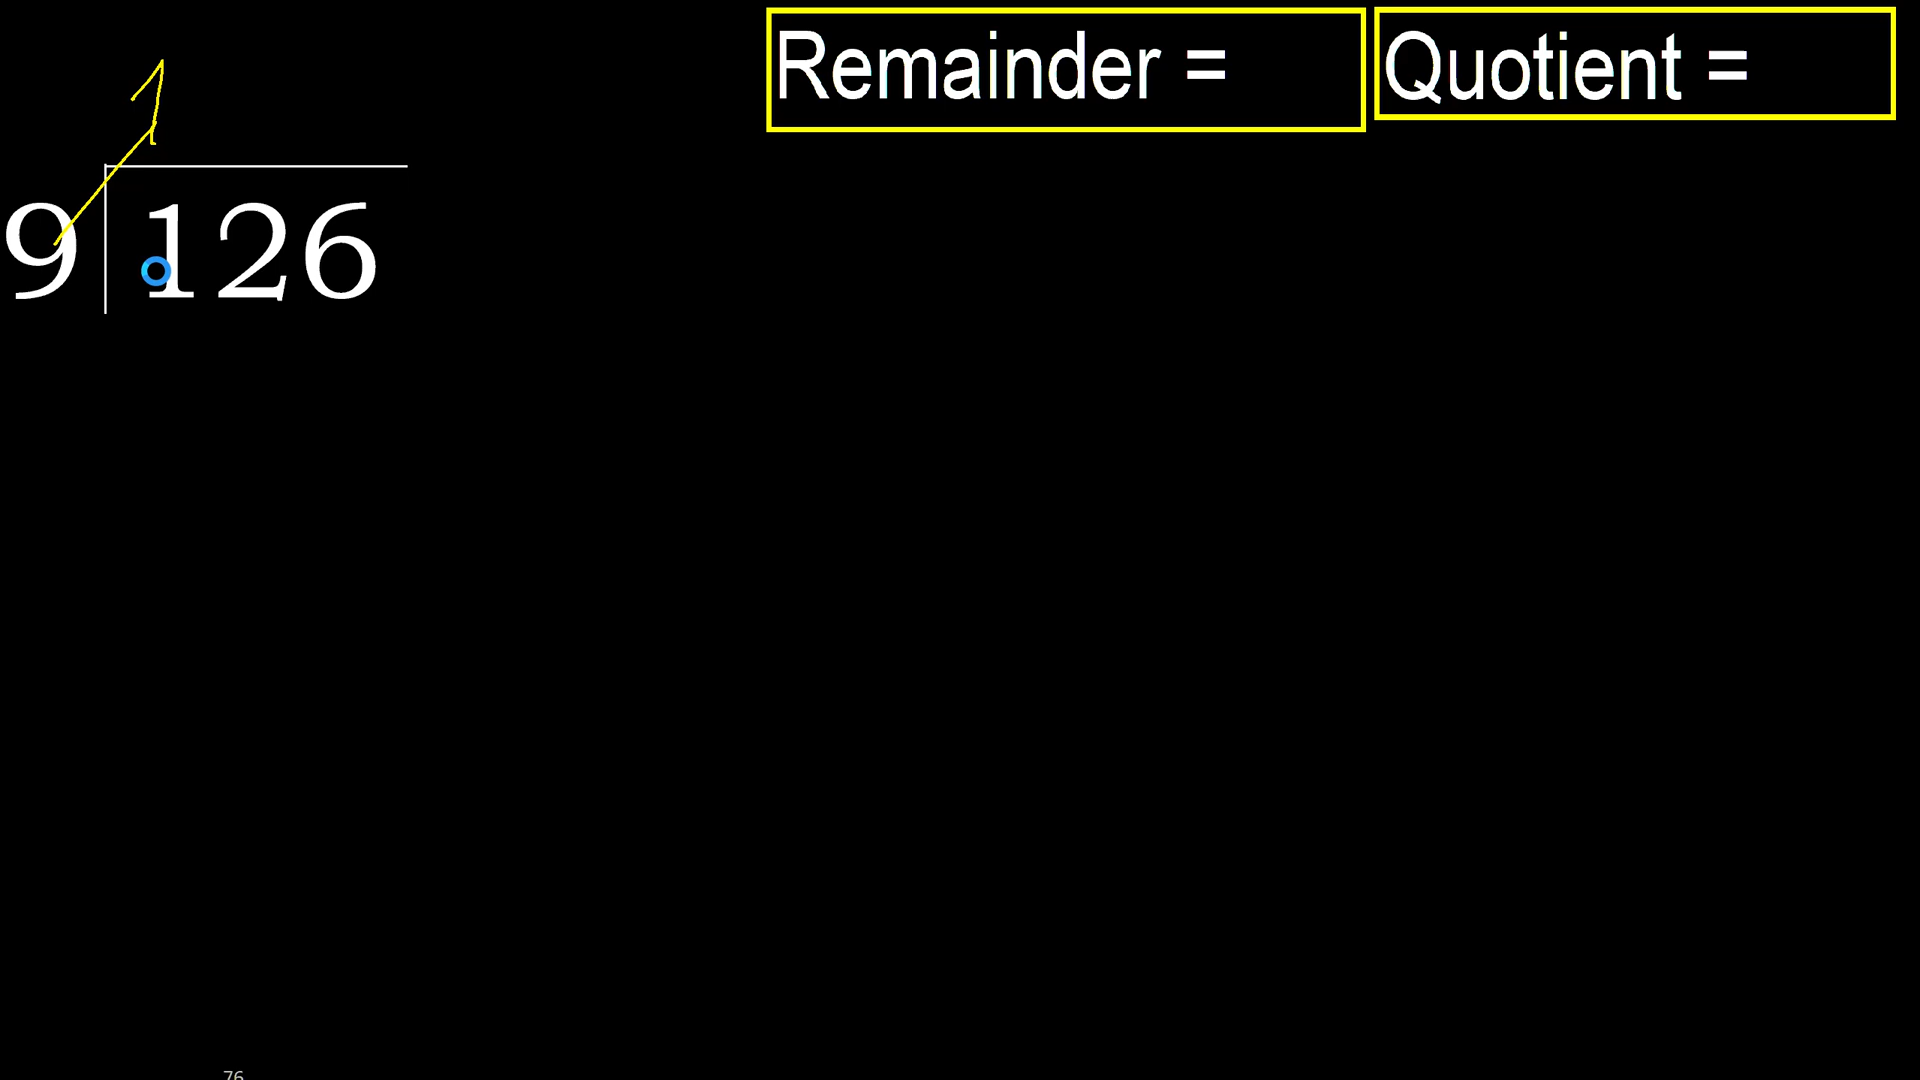 Remainder = Quotient =
1
9 126
76